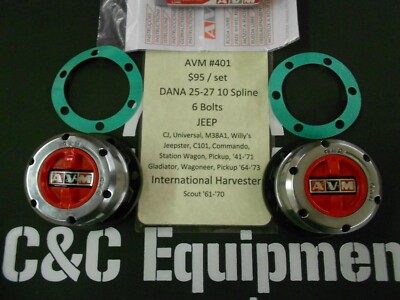 AVM #401
$95 / set
DANA 25-27 10 Spline
6 Bolts
JEEP
CJ, Universal, M38A1, Willy's
Jeepster, C101, Commando,
Station Wagon, Pickup, '41-'71
Gladiator, Wagoneer, Pickup '64-'73
International Harvester
Scout '61-'70
AVM
AVM
C&C Equipment